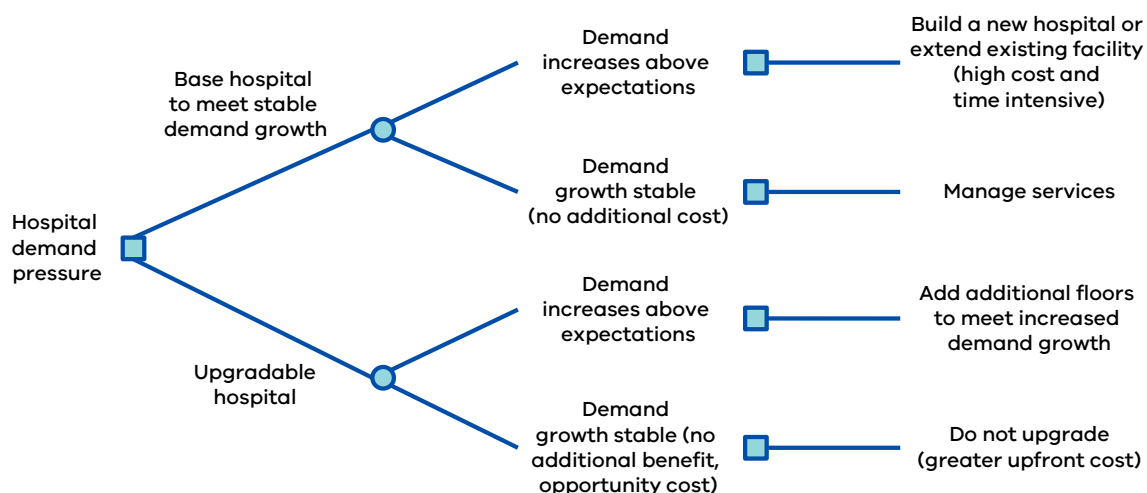 Hospital
demand
pressure
Base hospital
to meet stable
demand growth
Demand
increases above
expectations
Build a new hospital or
extend existing facility
(high cost and
time intensive)
Demand
growth stable
(no additional cost)
Manage services
Upgradable
hospital
Demand
increases above
expectations
Add additional floors
to meet increased
demand growth
Demand
growth stable (no
additional benefit,
opportunity cost)
Do not upgrade
(greater upfront cost)